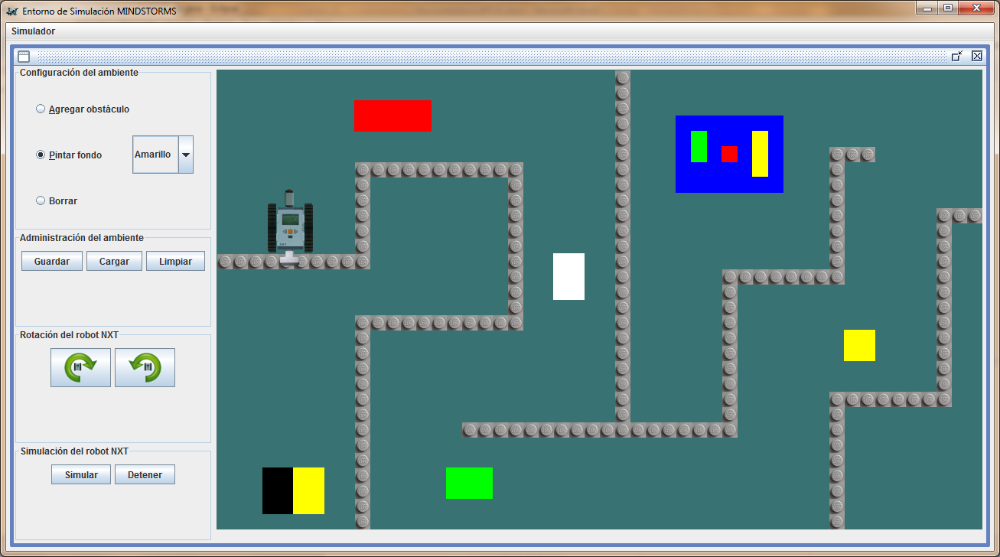 Entorno de Simulación MINDSTORMS
Simulador
Configuración del ambiente
Agregar obstáculo
Pintar fondo
Amarillo
Borrar
Administración del ambiente
Guardar Cargar Limpiar
Rotación del robot NXT
Simulación del robot NXT
Simular Detener